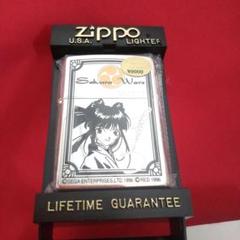 zippo
U.S.A. LIGHTER
¥9000
Sakura Wars
©SEGA ENTERPRISES,LTD. 1996 ©RED 1996
LIFETIME GUARANTEE